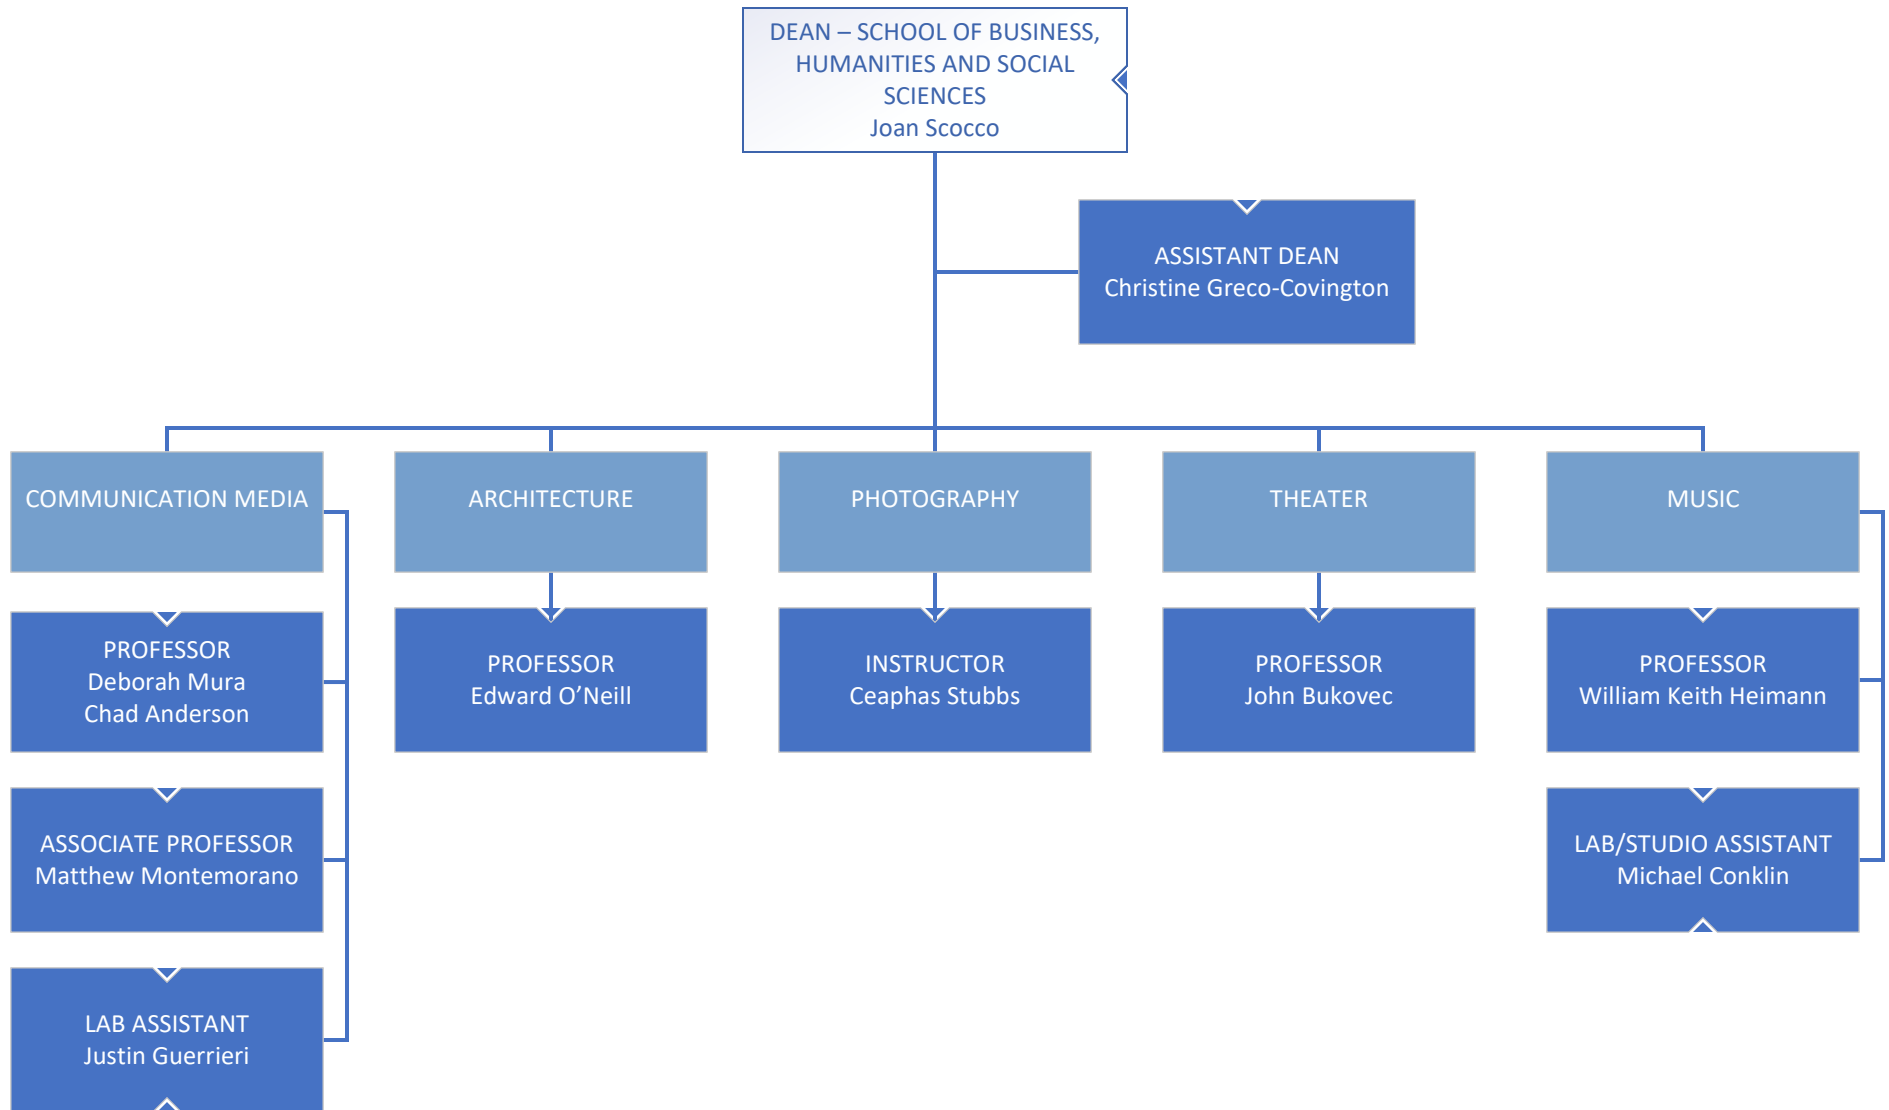 DEAN – SCHOOL OF BUSINESS,
HUMANITIES AND SOCIAL
SCIENCES
Joan Scocco
ASSISTANT DEAN
Christine Greco-Covington
COMMUNICATION MEDIA
ARCHITECTURE
PHOTOGRAPHY
THEATER
MUSIC
PROFESSOR
Deborah Mura
Chad Anderson
PROFESSOR
Edward O’Neill
INSTRUCTOR
Ceaphas Stubbs
PROFESSOR
John Bukovec
PROFESSOR
William Keith Heimann
ASSOCIATE PROFESSOR
Matthew Montemorano
LAB/STUDIO ASSISTANT
Michael Conklin
LAB ASSISTANT
Justin Guerrieri